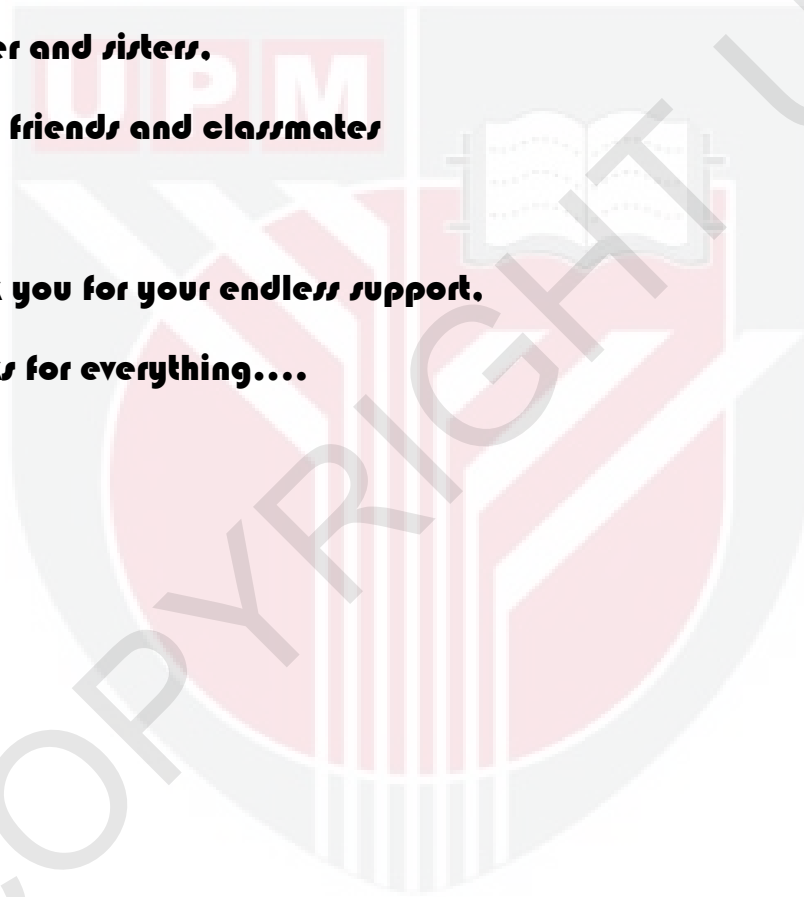 er and sisters,
UPM
friends and classmates
you for your endless support,
for everything....
COPYRIGHT U